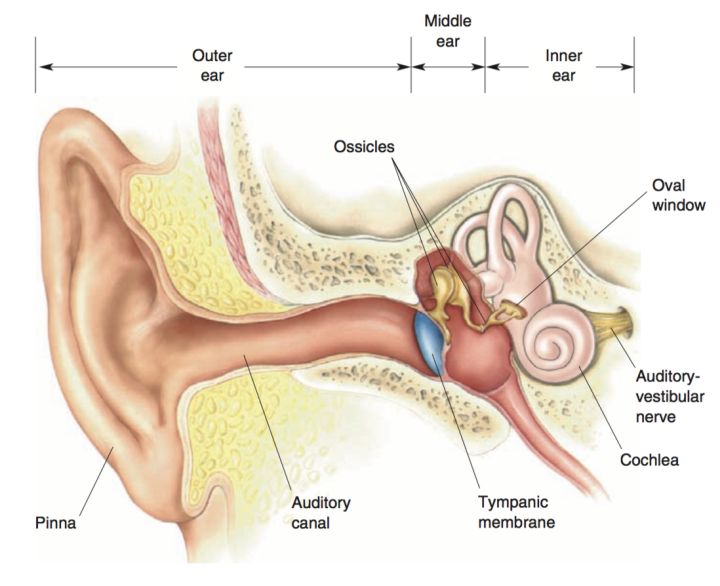 Middle
ear
Outer
ear
Inner
ear
Ossicles
Oval
window
Auditory-
vestibular
nerve
Cochlea
Auditory
canal
Tympanic
membrane
Pinna